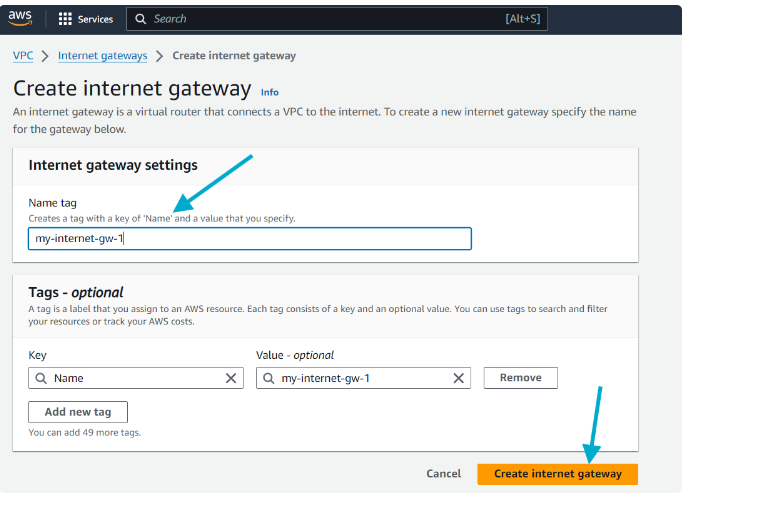 aws
Services
Search
[Alt+S]
VPC > Internet gateways > Create internet gateway
Create internet gateway Info
An internet gateway is a virtual router that connects a VPC to the internet. To create a new internet gateway specify the name
for the gateway below.
Internet gateway settings
Name tag
Creates a tag with a key of 'Name' and a value that you specify.
my-internet-gw-1
Tags - optional
A tag is a label that you assign to an AWS resource. Each tag consists of a key and an optional value. You can use tags to search and filter
your resources or track your AWS costs.
Key
Value - optional
Name
my-internet-gw-1
Remove
Add new tag
You can add 49 more tags.
Cancel
Create internet gateway